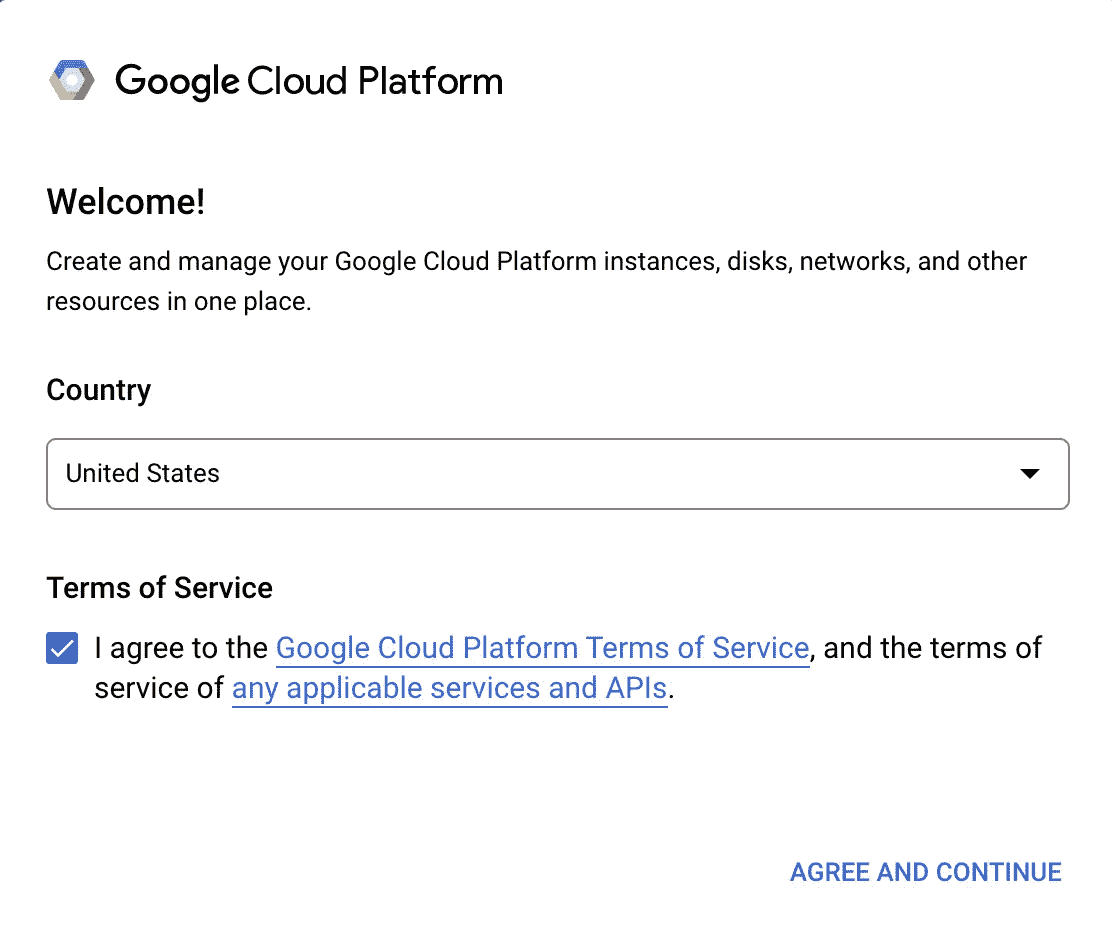 Google Cloud Platform
Welcome!
Create and manage your Google Cloud Platform instances, disks, networks, and other
resources in one place.
Country
United States
Terms of Service
I agree to the Google Cloud Platform Terms of Service, and the terms of
service of any applicable services and APIs.
AGREE AND CONTINUE